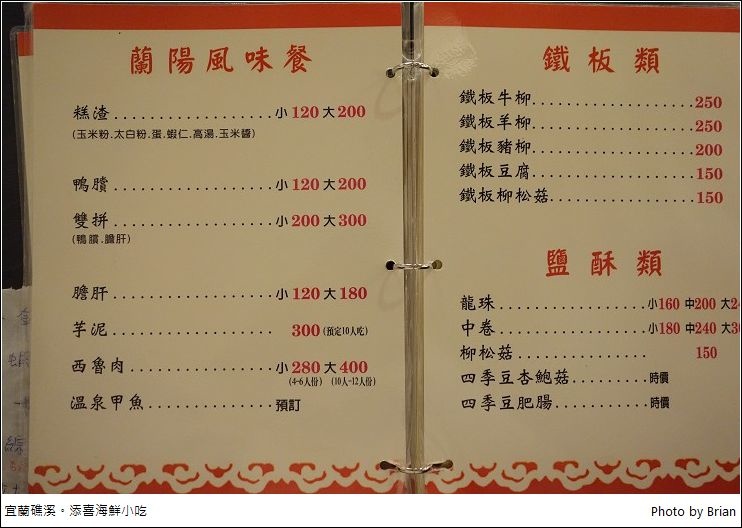 蘭陽風味餐
糕渣....................小120大200
(玉米粉.太白粉.蛋.蝦仁.高湯.玉米醬)
鴨臏....................小120大200
雙拼....................小200大300
(鴨臏.膽肝)
膽肝....................小120大180
芋泥.................... 300(預定10人吃)
西魯肉..................小280大400
(4-6人份) (10人-12人份)
溫泉甲魚................預訂
鐵板類
鐵板牛柳....................250
鐵板羊柳....................250
鐵板豬柳....................200
鐵板豆腐....................150
鐵板柳松菇..................150
鹽酥類
龍珠..................小160中200大
中卷..................小180中240大
柳松菇................ 150
四季豆杏鮑菇..........時價
四季豆肥腸............時價
宜蘭礁溪。添喜海鮮小吃
Photo by Brian